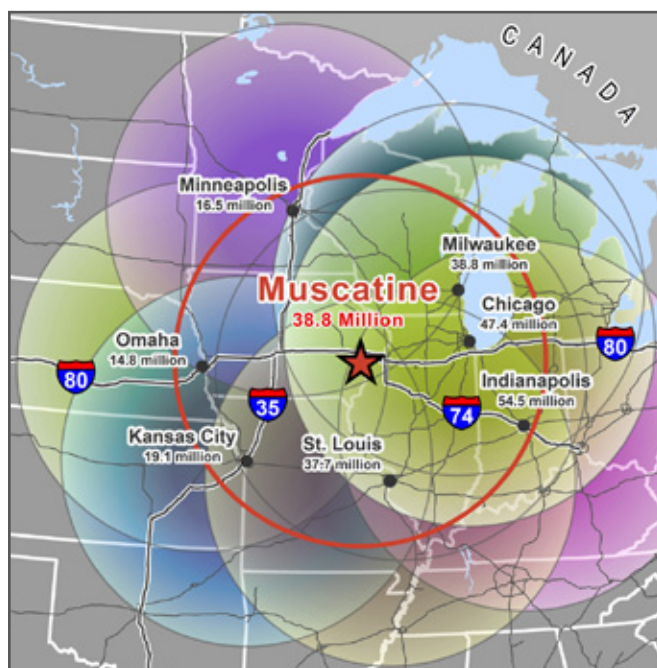 CANADA
Minneapolis
16.5 million
Milwaukee
38.8 million
Muscatine
38.8 Million
Chicago
47.4 million
Omaha
14.8 million
80
80
Indianapolis
54.5 million
35
74
Kansas City
19.1 million
St. Louis
37.7 million